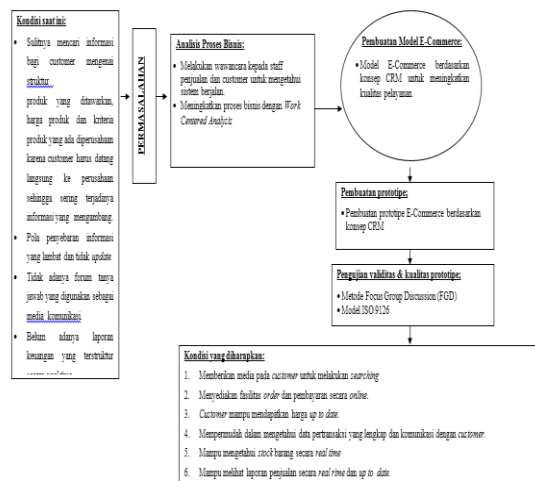 Kondisi saat ini:
• Sulitnya mencari informasi
bagi customer mengenai
struktur
produk yang ditawarkan,
harga produk dan kriteria
produk yang ada diperusahaan
karena customer harus datang
langsung ke perusahaan
sehingga sering terjadinya
informasi yang mengambang.
• Pola penyebaran informasi
yang lambat dan tidak update.
• Tidak adanya forum tanya
jawab yang digunakan sebagai
media komunikasi.
• Belum adanya laporan
keuangan yang terstruktur
PERMASALAHAN
Analisis Proses Bisnis:
• Melakukan wawancara kepada staff
penjualan dan customer untuk mengetahui
sistem berjalan.
• Meningkatkan proses bisnis dengan Work
Centered Analysis
Pembuatan Model E-Commerce:
• Model E-Commerce berdasarkan
konsep CRM untuk meningkatkan
kualitas pelayanan
Pembuatan prototipe:
• Pembuatan prototipe E-Commerce berdasarkan
konsep CRM
Pengujian validitas & kualitas prototipe:
• Metode Focus Group Discussion (FGD)
• Model ISO 9126
Kondisi yang diharapkan:
1. Memberikan media pada customer untuk melakukan searching
2. Menyediakan fasilitas order dan pembayaran secara online.
3. Customer mampu mendapatkan harga up to date.
4. Mempermudah dalam mengetahui data pertransaksi yang lengkap dan komunikasi dengan customer.
5. Mampu mengetahui stock barang secara real time
6. Mampu melihat laporan penjualan secara real rime dan up to date